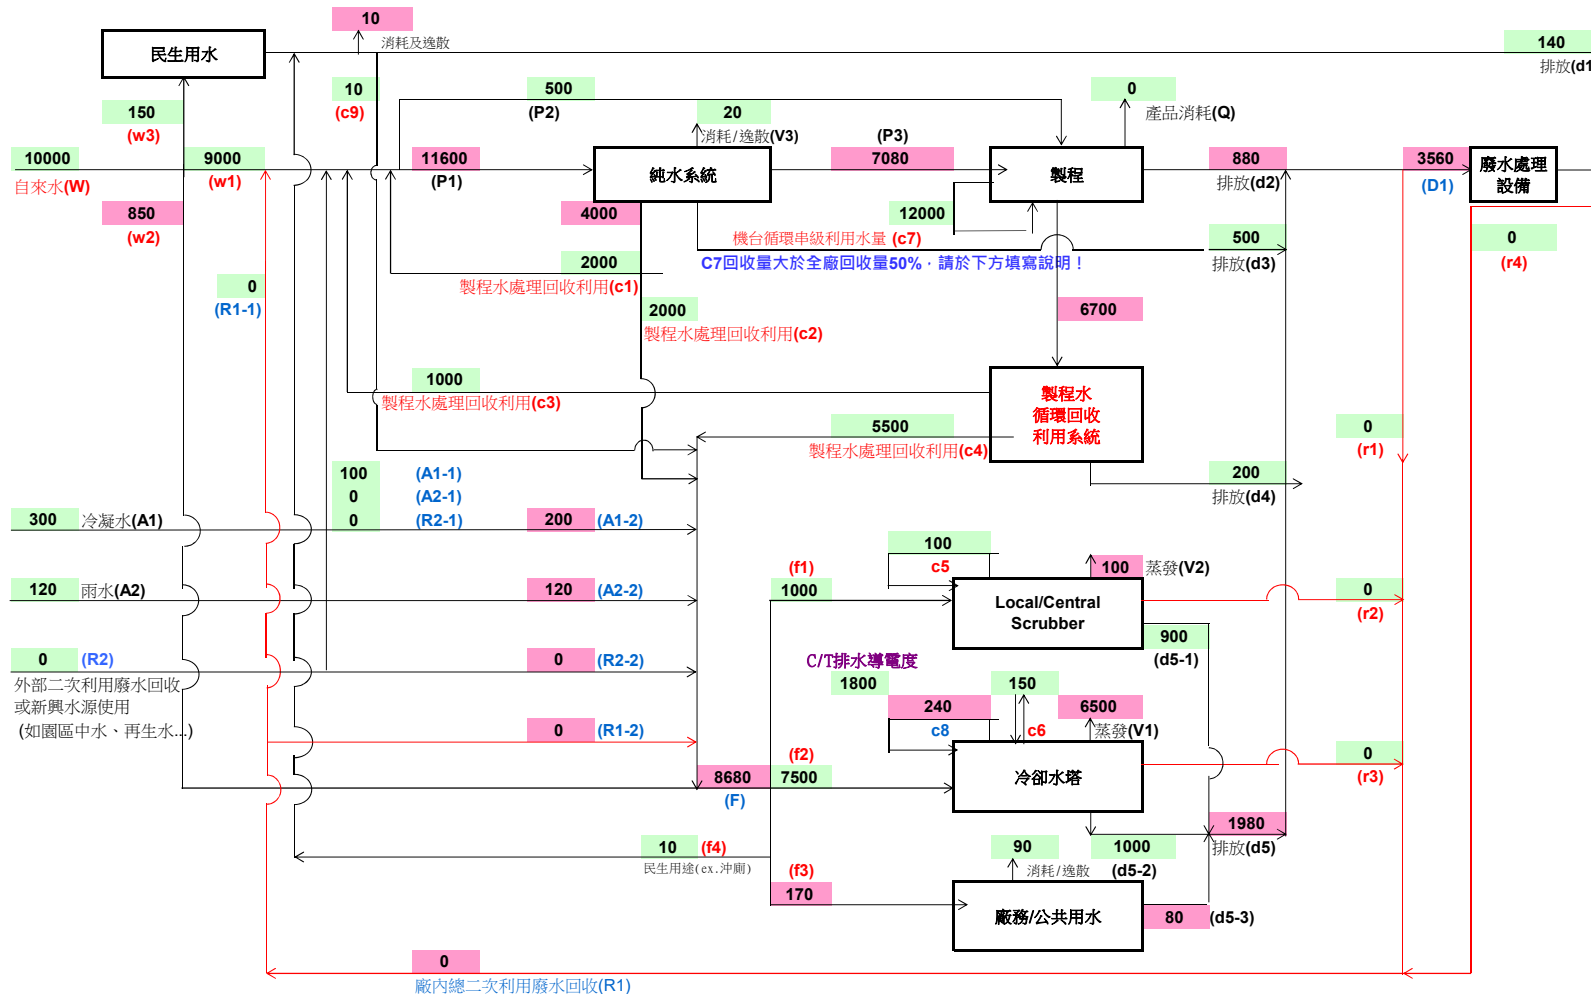 10
消耗及逸散
民生用水
140
排放(d1
10
(c9)
500
(P2)
20
消耗/逸散(V3)
0
產品消耗(Q)
150
(w3)
10000
自來水(W)
9000
(w1)
11600
(P1)
純水系統
(P3)
7080
製程
880
排放(d2)
3560
(D1)
廢水處理
設備
850
(w2)
4000
12000
機台循環串級利用水量 (c7)
C7回收量大於全廠回收量50%，請於下方填寫說明！
500
排放(d3)
0
(r4)
0
(R1-1)
2000
製程水處理回收利用(c1)
2000
製程水處理回收利用(c2)
6700
1000
製程水處理回收利用(c3)
製程水
循環回收
利用系統
5500
製程水處理回收利用(c4)
0
(r1)
200
排放(d4)
100 (A1-1)
0 (A2-1)
0 (R2-1)
300 冷凝水(A1)
200 (A1-2)
100
c5
100 蒸發(V2)
120 雨水(A2)
120 (A2-2)
(f1)
1000
Local/Central
Scrubber
0
(r2)
900
(d5-1)
0 (R2)
外部二次利用廢水回收
或新興水源使用
(如園區中水、再生水...)
0 (R2-2)
C/T排水導電度
1800
240
c8
150
c6
6500
蒸發(V1)
0 (R1-2)
(f2)
8680
(F)
7500
冷卻水塔
0
(r3)
10 (f4)
民生用途(ex.沖廁)
90
消耗/逸散
1000
(d5-2)
1980
排放(d5)
(f3)
170
廠務/公共用水
80 (d5-3)
0
廠內總二次利用廢水回收(R1)